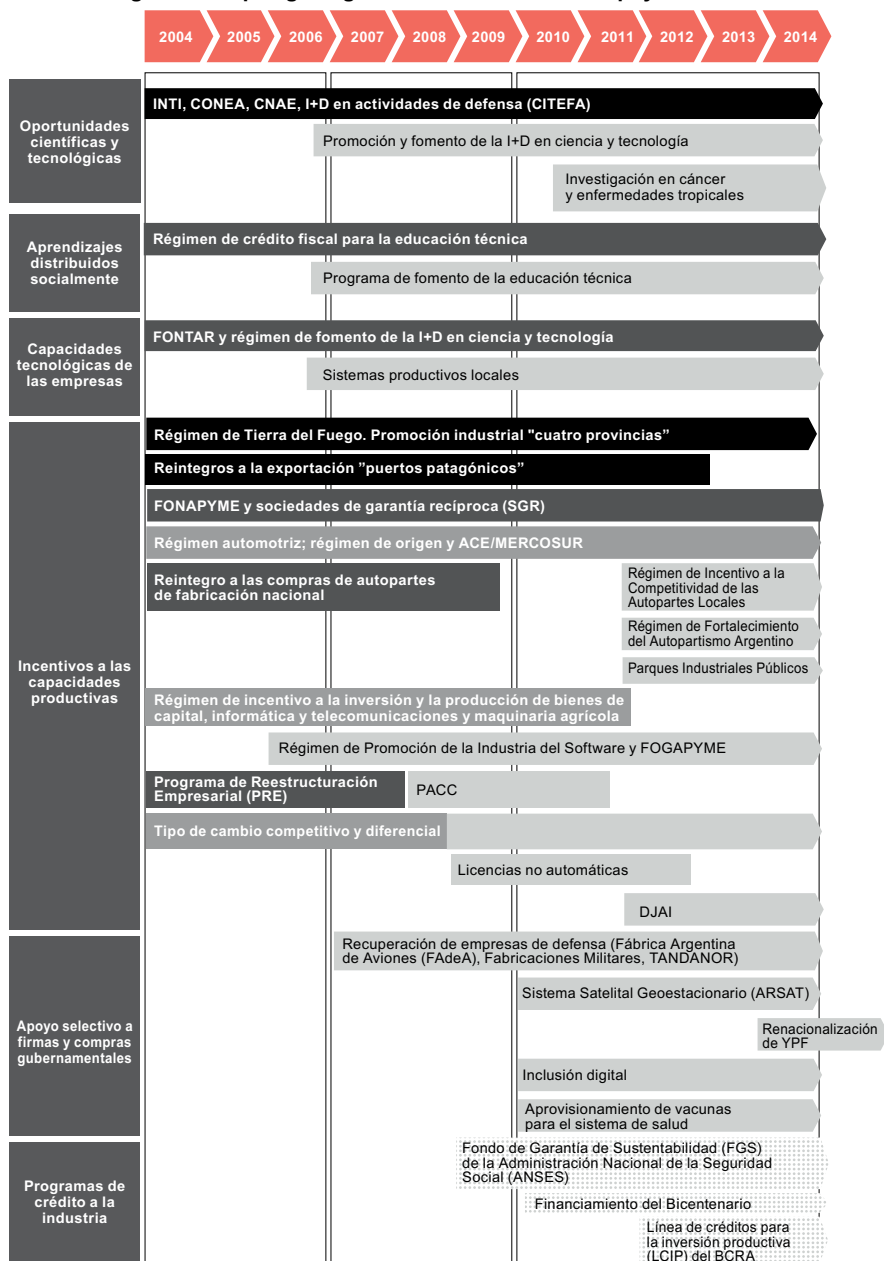 2004 2005 2006 2007 2008 2009 2010 2011 2012 2013 2014
Oportunidades
científicas y
tecnológicas
INTI, CONEA, CNAE, I+D en actividades de defensa (CITEFA)
Promoción y fomento de la I+D en ciencia y tecnología
Investigación en cáncer
y enfermedades tropicales
Aprendizajes
distribuidos
socialmente
Régimen de crédito fiscal para la educación técnica
Programa de fomento de la educación técnica
Capacidades
tecnológicas de
las empresas
FONTAR y régimen de fomento de la I+D en ciencia y tecnología
Sistemas productivos locales
Incentivos a las
capacidades
productivas
Régimen de Tierra del Fuego. Promoción industrial "cuatro provincias”
Reintegros a la exportación ”puertos patagónicos”
FONAPYME y sociedades de garantía recíproca (SGR)
Régimen automotriz; régimen de origen y ACE/MERCOSUR
Reintegro a las compras de autopartes
de fabricación nacional
Régimen de Incentivo a la
Competitividad de las
Autopartes Locales
Régimen de Fortalecimiento
del Autopartismo Argentino
Parques Industriales Públicos
Régimen de incentivo a la inversión y la producción de bienes de
capital, informática y telecomunicaciones y maquinaria agrícola
Régimen de Promoción de la Industria del Software y FOGAPYME
Programa de Reestructuración
Empresarial (PRE)
PACC
Tipo de cambio competitivo y diferencial
Licencias no automáticas
DJAI
Apoyo selectivo a
firmas y compras
gubernamentales
Recuperación de empresas de defensa (Fábrica Argentina
de Aviones (FAdeA), Fabricaciones Militares, TANDANOR)
Sistema Satelital Geoestacionario (ARSAT)
Renacionalización
de YPF
Inclusión digital
Aprovisionamiento de vacunas
para el sistema de salud
Programas de
crédito a la
industria
Fondo de Garantía de Sustentabilidad (FGS)
de la Administración Nacional de la Seguridad
Social (ANSES)
Financiamiento del Bicentenario
Línea de créditos para
la inversión productiva
(LCIP) del BCRA